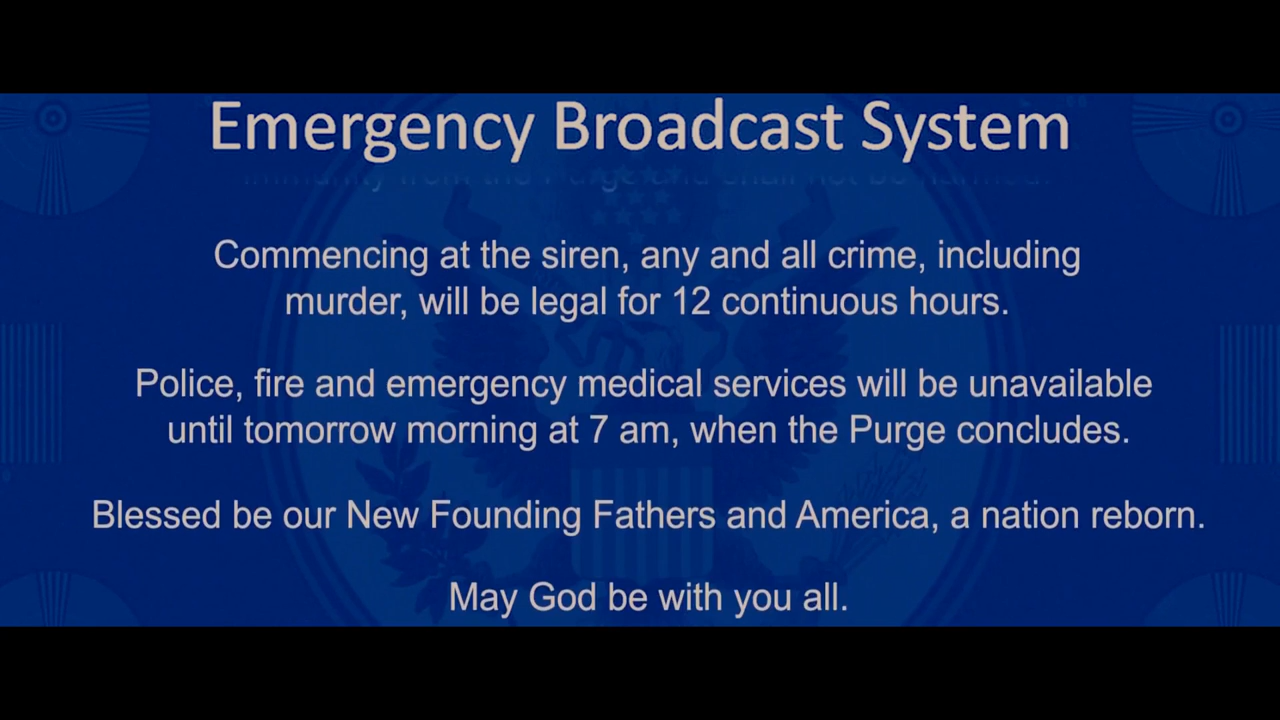 Emergency Broadcast System
Commencing at the siren, any and all crime, including
murder, will be legal for 12 continuous hours.
Police, fire and emergency medical services will be unavailable
until tomorrow morning at 7 am, when the Purge concludes.
Blessed be our New Founding Fathers and America, a nation reborn.
May God be with you all.